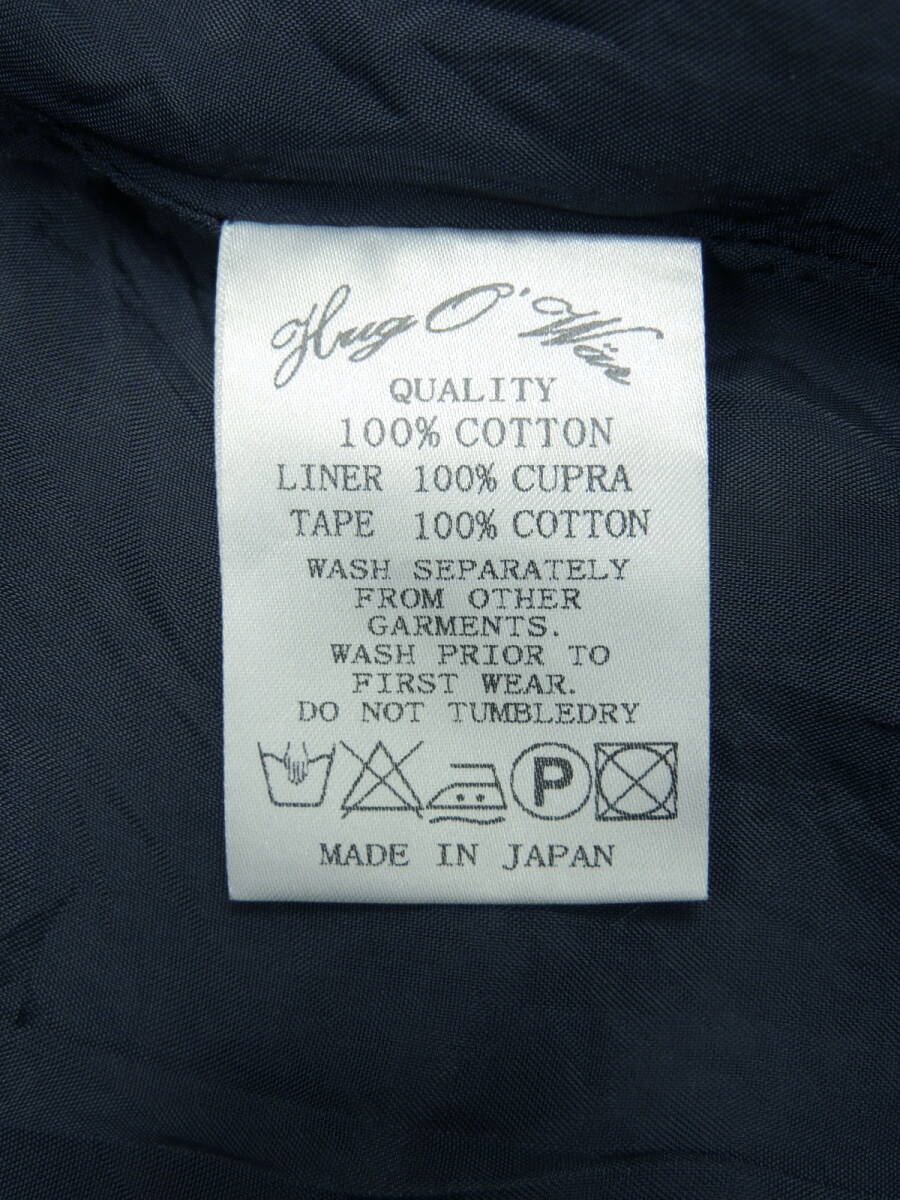 Hug O' Wär
QUALITY
100% COTTON
LINER 100% CUPRA
TAPE 100% COTTON
WASH SEPARATELY
FROM OTHER
GARMENTS.
WASH PRIOR TO
FIRST WEAR.
DO NOT TUMBLEDRY
P
MADE IN JAPAN